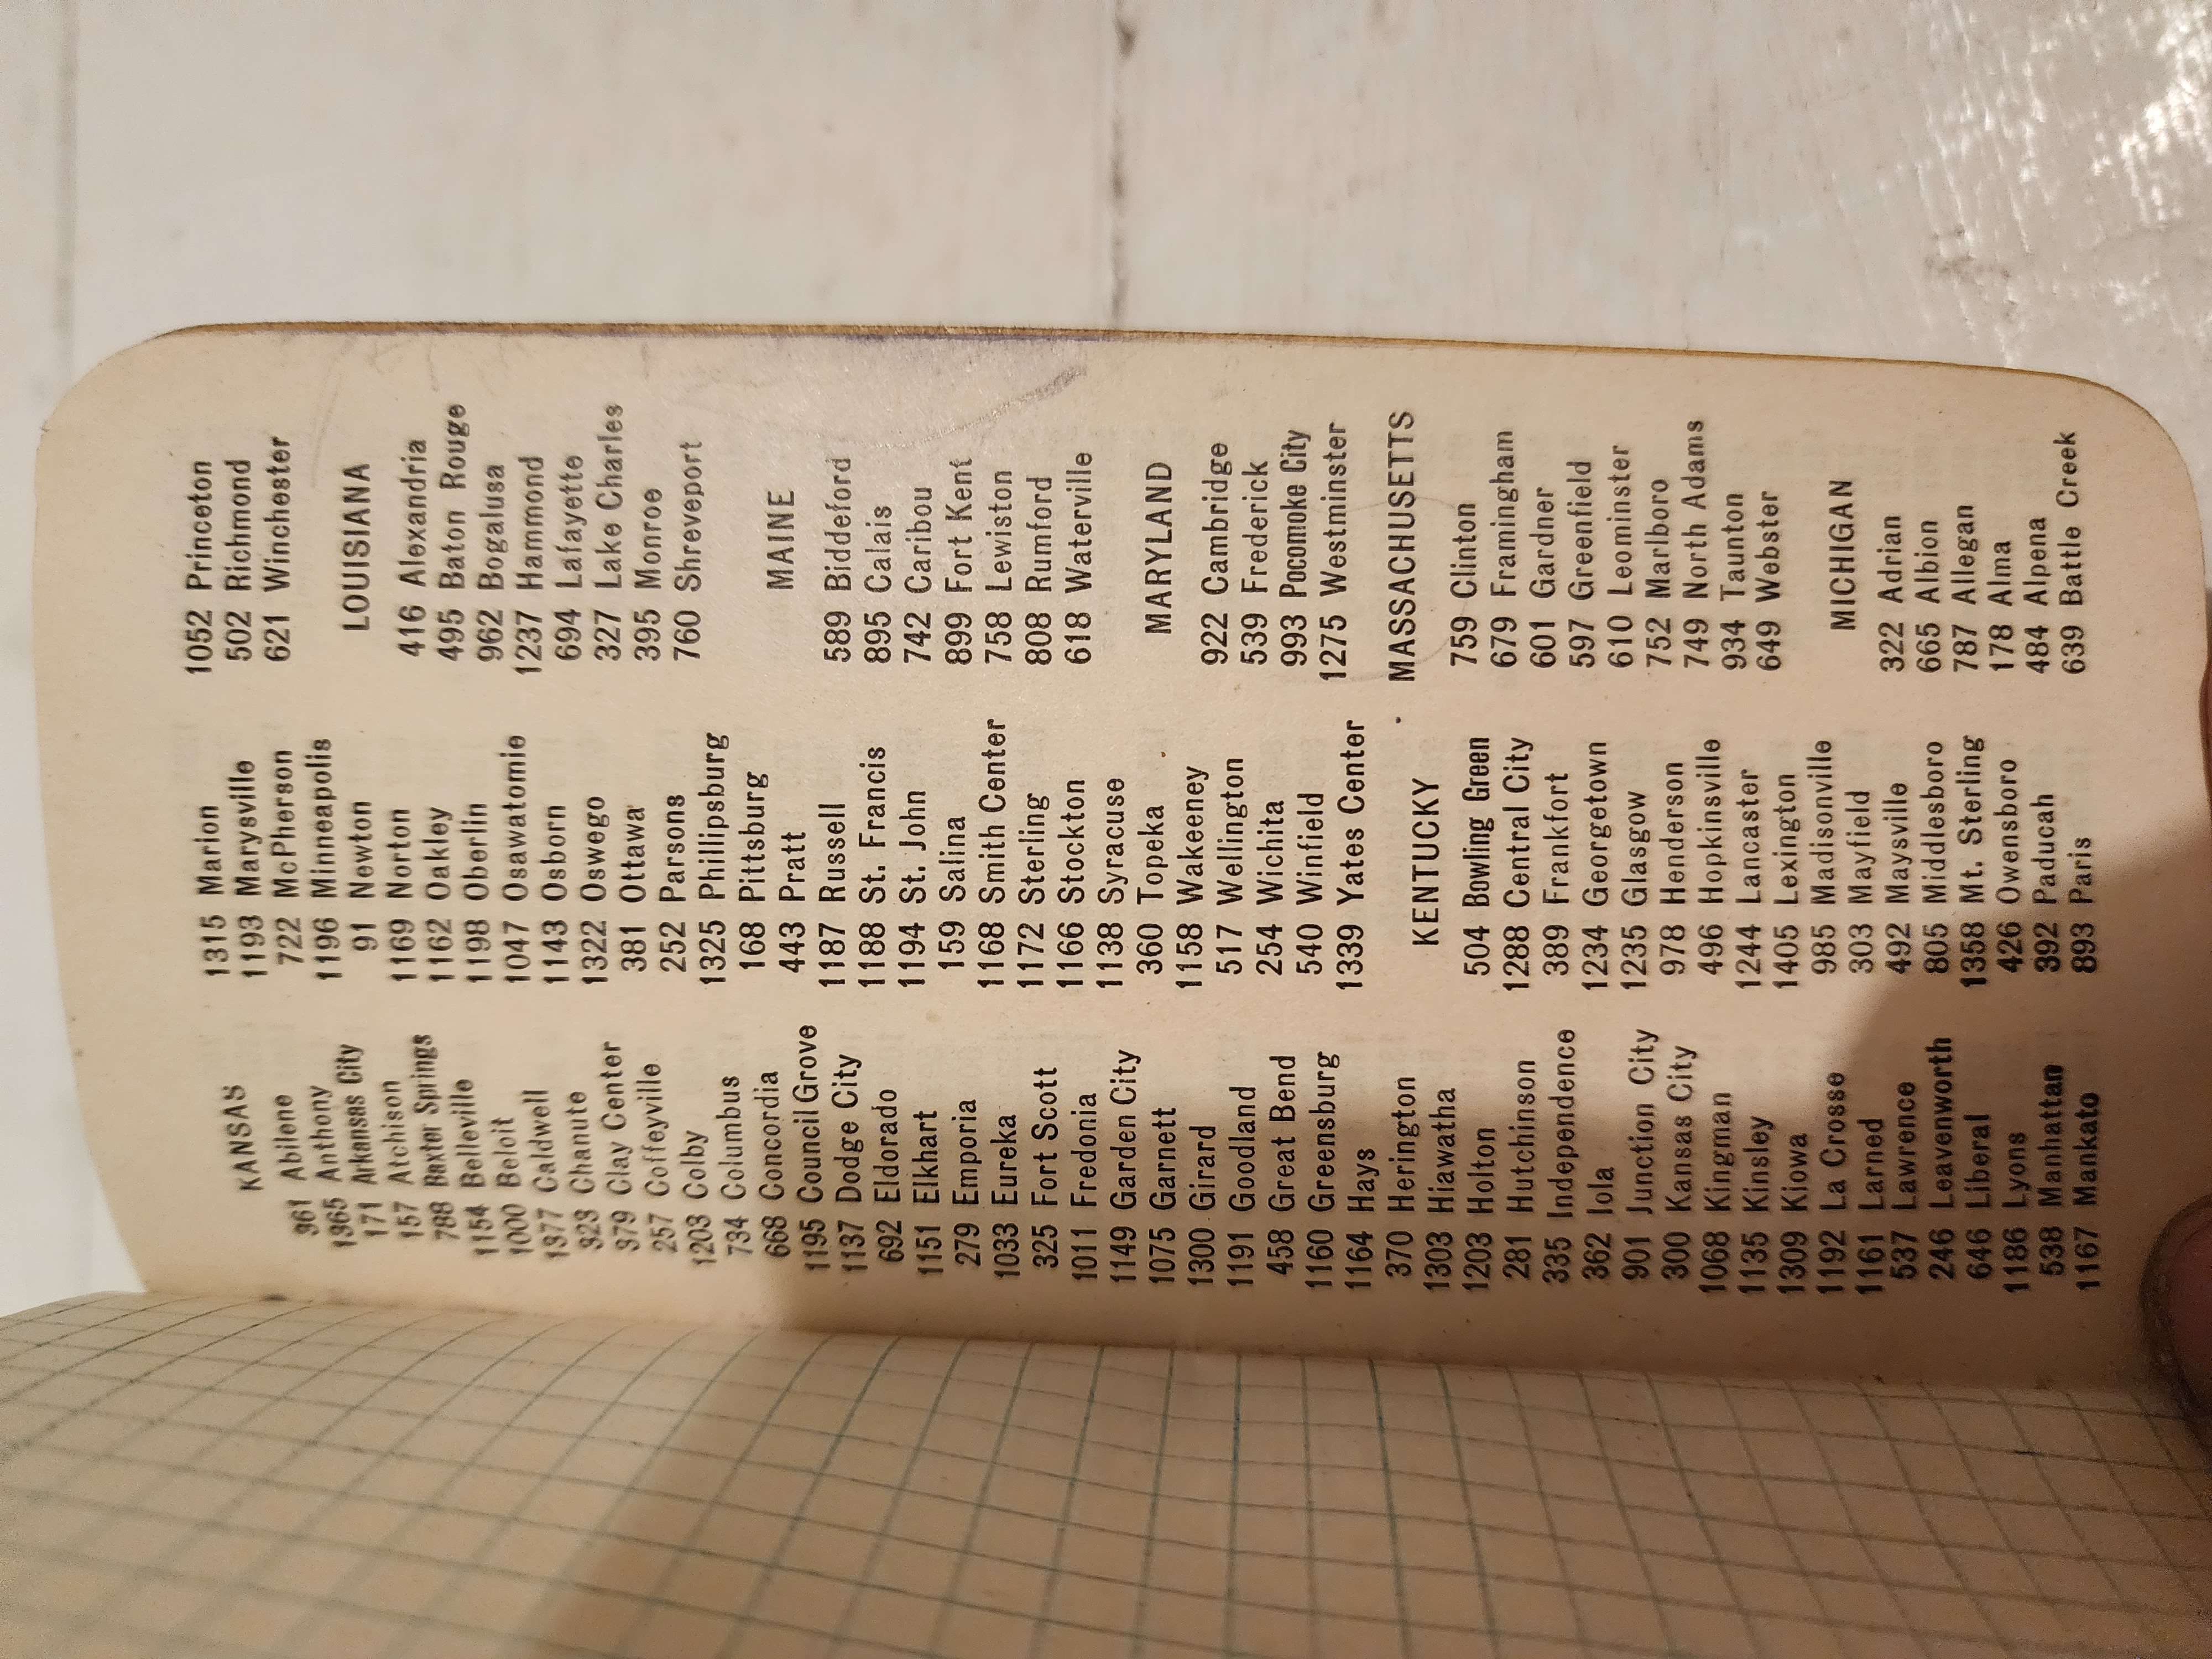 KANSAS
361 Abilene
1365 Anthony
171 Arkansas City
157 Atchison
788 Baxter Springs
1154 Belleville
1000 Beloit
1377 Caldwell
323 Chanute
379 Clay Center
257 Coffeyville
1203 Colby
734 Columbus
668 Concordia
1195 Council Grove
1137 Dodge City
692 Eldorado
1151 Elkhart
279 Emporia
1033 Eureka
325 Fort Scott
1011 Fredonia
1149 Garden City
1075 Garnett
1300 Girard
1191 Goodland
458 Great Bend
1160 Greensburg
1164 Hays
370 Herington
1303 Hiawatha
1203 Holton
281 Hutchinson
335 Independence
362 Iola
901 Junction City
300 Kansas City
1068 Kingman
1135 Kinsley
1309 Kiowa
1192 La Crosse
1161 Larned
537 Lawrence
246 Leavenworth
646 Liberal
1186 Lyons
538 Manhattan
1167 Mankato
1315 Marion
1193 Marysville
722 McPherson
1196 Minneapolis
91 Newton
1169 Norton
1162 Oakley
1198 Oberlin
1047 Osawatomie
1143 Osborn
1322 Oswego
381 Ottawa
252 Parsons
1325 Phillipsburg
168 Pittsburg
443 Pratt
1187 Russell
1188 St. Francis
1194 St. John
159 Salina
1168 Smith Center
1172 Sterling
1166 Stockton
1138 Syracuse
360 Topeka
1158 Wakeeney
517 Wellington
254 Wichita
540 Winfield
1339 Yates Center
KENTUCKY
504 Bowling Green
1288 Central City
389 Frankfort
1234 Georgetown
1235 Glasgow
978 Henderson
496 Hopkinsville
1244 Lancaster
1405 Lexington
985 Madisonville
303 Mayfield
492 Maysville
805 Middlesboro
1358 Mt. Sterling
426 Owensboro
392 Paducah
893 Paris
1052 Princeton
502 Richmond
621 Winchester
LOUISIANA
416 Alexandria
495 Baton Rouge
962 Bogalusa
1237 Hammond
694 Lafayette
327 Lake Charles
395 Monroe
760 Shreveport
MAINE
589 Biddeford
895 Calais
742 Caribou
899 Fort Kent
758 Lewiston
808 Rumford
618 Waterville
MARYLAND
922 Cambridge
539 Frederick
993 Pocomoke City
1275 Westminster
MASSACHUSETTS
759 Clinton
679 Framingham
601 Gardner
597 Greenfield
610 Leominster
752 Marlboro
749 North Adams
934 Taunton
649 Webster
MICHIGAN
322 Adrian
665 Albion
787 Allegan
178 Alma
484 Alpena
639 Battle Creek